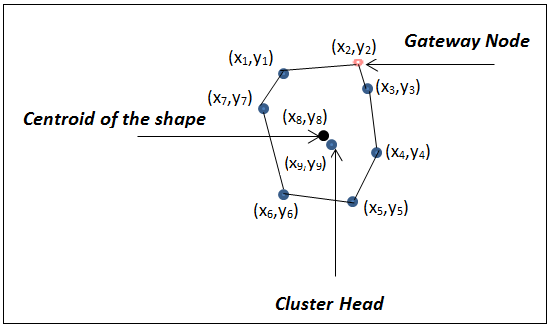 Gateway Node
(x₂,y₂)
(x₁,y₁)
(x₃,y₃)
(x₇,y₇)
Centroid of the shape
(x₈,y₈)
(x₄,y₄)
(x₉,y₉)
(x₆,y₆)
(x₅,y₅)
Cluster Head